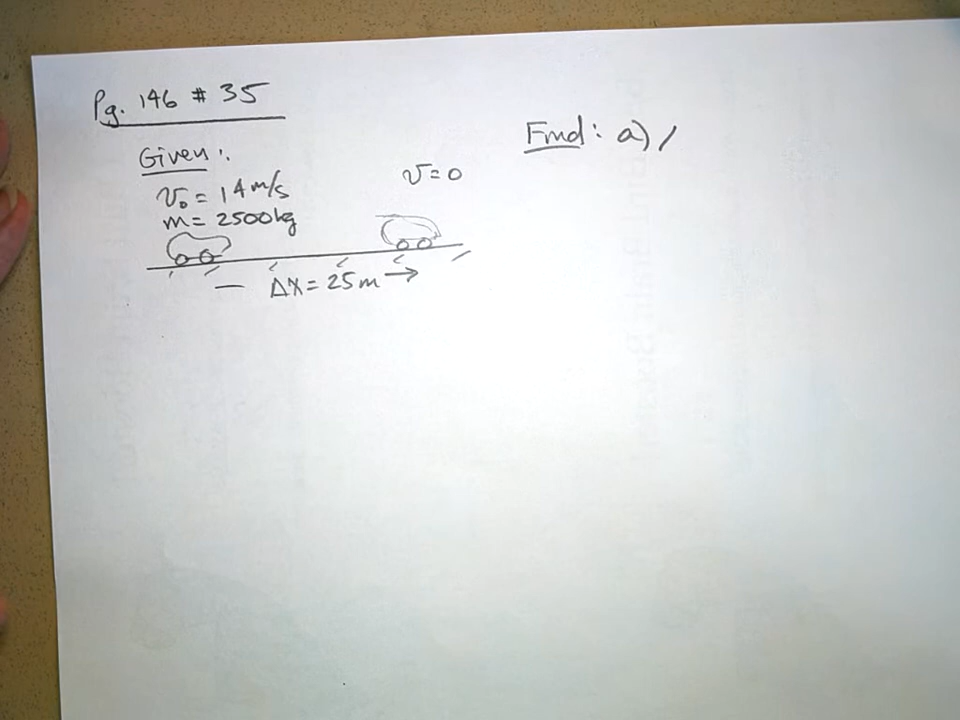 Pg. 146 # 35
Given:
v₀ = 14 m/s
m = 2500 kg
v = 0
Δx = 25 m →
Find: a)